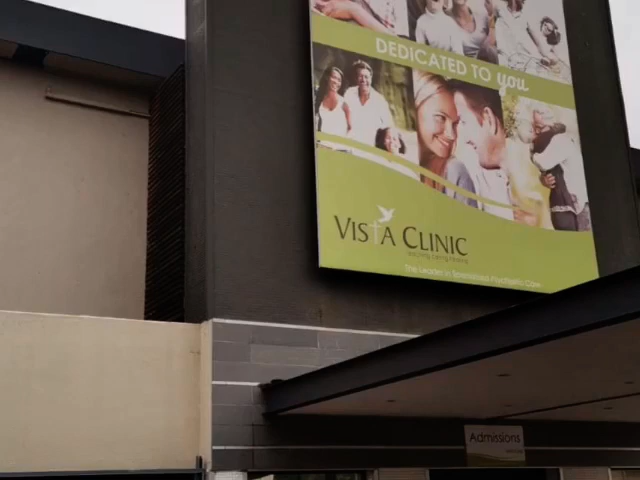 DEDICATED TO you
VISTA CLINIC
The Leader in Specialised Psychiatric Care
Admissions